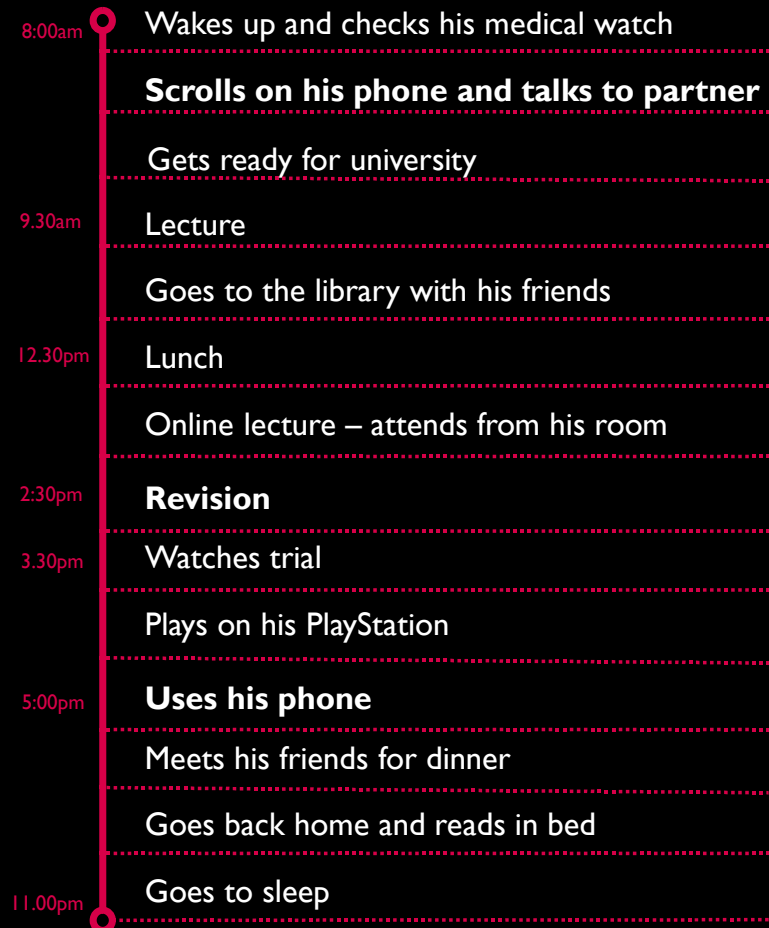 8:00am Wakes up and checks his medical watch
Scrolls on his phone and talks to partner
Gets ready for university
9.30am Lecture
Goes to the library with his friends
12.30pm Lunch
Online lecture – attends from his room
2:30pm Revision
3.30pm Watches trial
Plays on his PlayStation
5:00pm Uses his phone
Meets his friends for dinner
Goes back home and reads in bed
11.00pm Goes to sleep